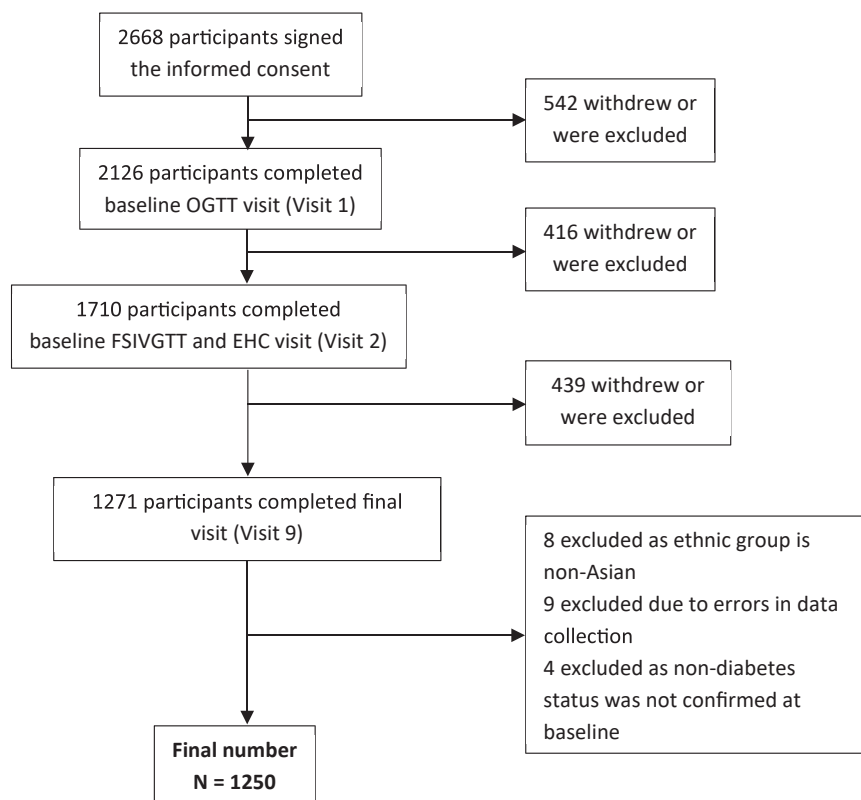 2668 participants signed
the informed consent
542 withdrew or
were excluded
2126 participants completed
baseline OGTT visit (Visit 1)
416 withdrew or
were excluded
1710 participants completed
baseline FSIVGTT and EHC visit (Visit 2)
439 withdrew or
were excluded
1271 participants completed final
visit (Visit 9)
8 excluded as ethnic group is
non-Asian
9 excluded due to errors in data
collection
4 excluded as non-diabetes
status was not confirmed at
baseline
Final number
N = 1250